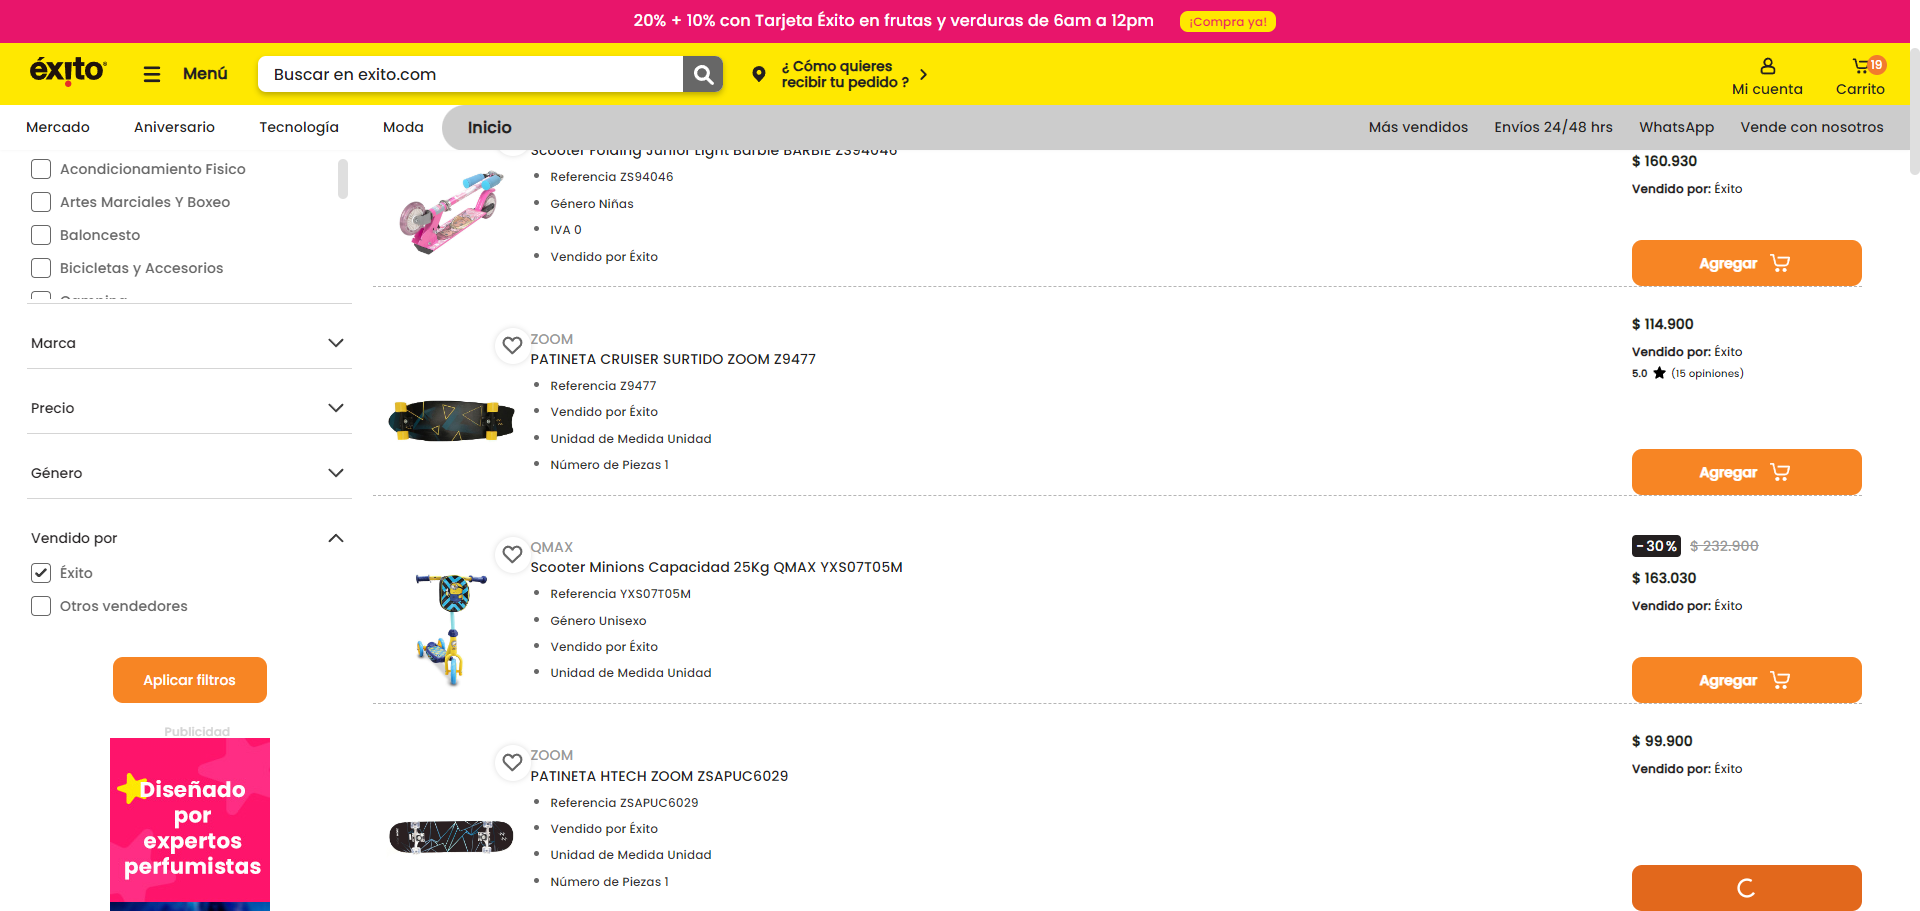 20% + 10% con Tarjeta Éxito en frutas y verduras de 6am a 12pm
¡Compra ya!
éxito
Menú
Buscar en exito.com
¿ Cómo quieres
recibir tu pedido ?
Mi cuenta
19
Carrito
Mercado
Aniversario
Tecnología
Moda
Inicio
Más vendidos
Envíos 24/48 hrs
WhatsApp
Vende con nosotros
Acondicionamiento Fisico
Artes Marciales Y Boxeo
Baloncesto
Bicicletas y Accesorios
Camping
Marca
Precio
Género
Vendido por
Éxito
Otros vendedores
Aplicar filtros
Publicidad
Diseñado
por
expertos
perfumistas
Scooter Folding Junior Light Barbie BARBIE ZS94046
Referencia ZS94046
Género Niñas
IVA 0
Vendido por Éxito
$ 160.930
Vendido por: Éxito
Agregar
ZOOM
PATINETA CRUISER SURTIDO ZOOM Z9477
Referencia Z9477
Vendido por Éxito
Unidad de Medida Unidad
Número de Piezas 1
$ 114.900
Vendido por: Éxito
5.0 (15 opiniones)
Agregar
QMAX
Scooter Minions Capacidad 25Kg QMAX YXS07T05M
Referencia YXS07T05M
Género Unisexo
Vendido por Éxito
Unidad de Medida Unidad
-30% $ 232.900
$ 163.030
Vendido por: Éxito
Agregar
ZOOM
PATINETA HTECH ZOOM ZSAPUC6029
Referencia ZSAPUC6029
Vendido por Éxito
Unidad de Medida Unidad
Número de Piezas 1
$ 99.900
Vendido por: Éxito